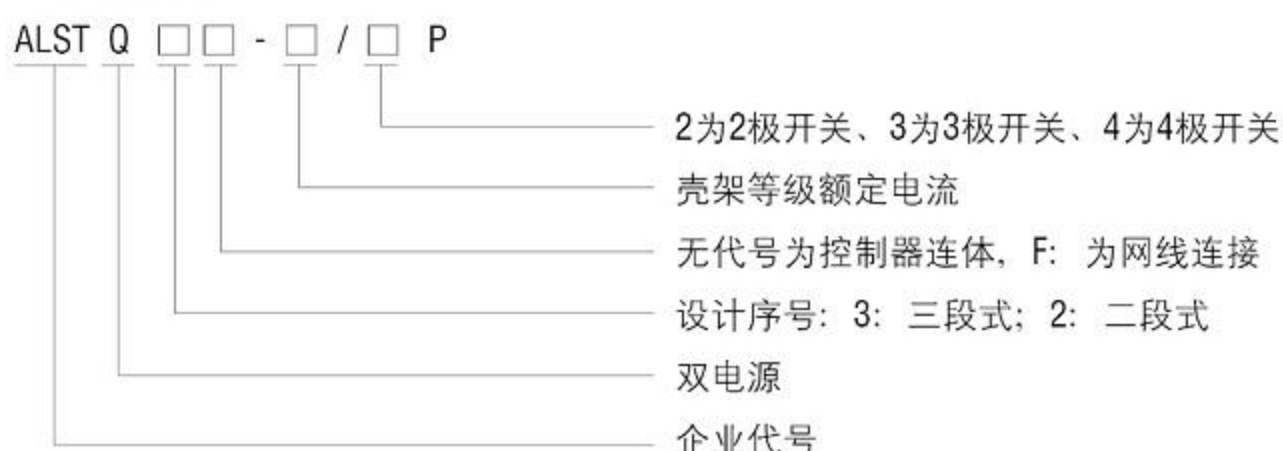 ALST Q □□-□/□ P
2为2极开关、3为3极开关、4为4极开关
壳架等级额定电流
无代号为控制器连体, F: 为网线连接
设计序号: 3: 三段式; 2: 二段式
双电源
企业代号